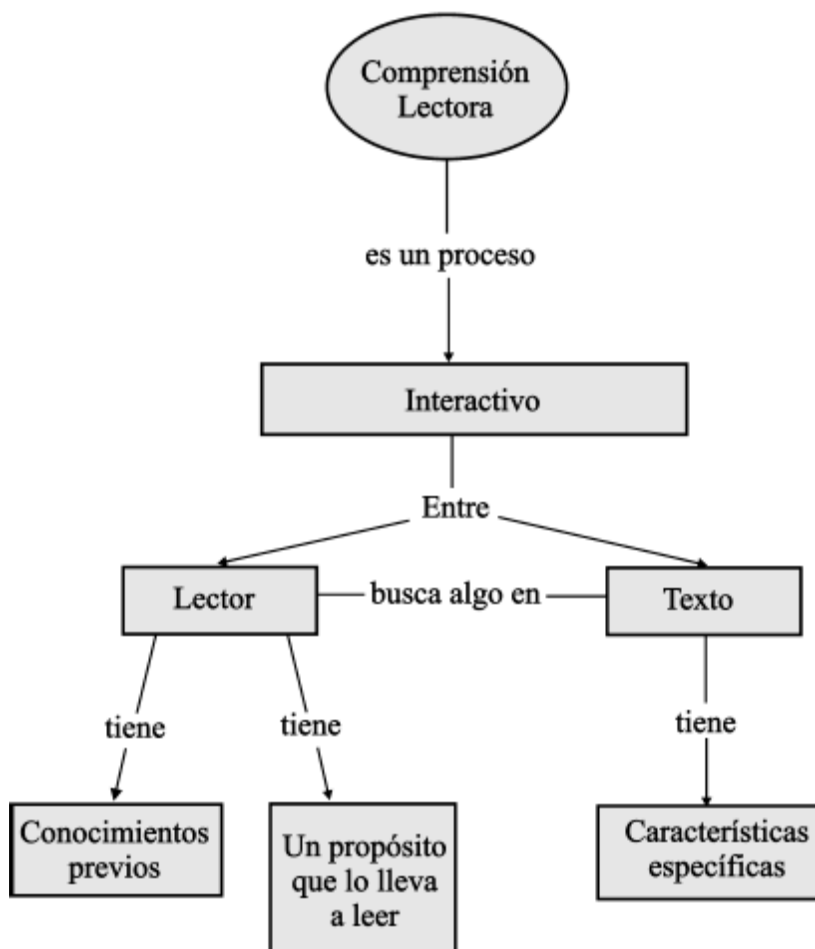 Comprensión
Lectora
es un proceso
Interactivo
Entre
Lector
busca algo en
Texto
tiene
tiene
tiene
Conocimientos
previos
Un propósito
que lo lleva
a leer
Características
específicas